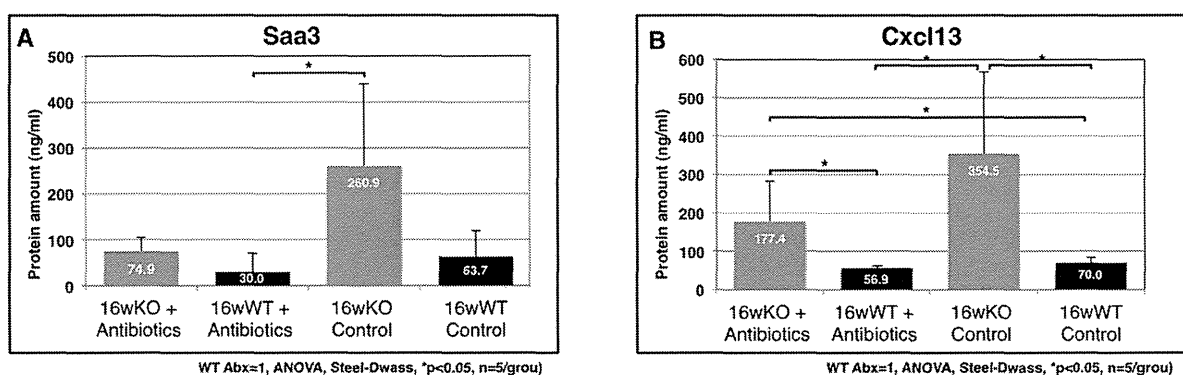 A
Saa3
Protein amount (ng/ml)
500
400
300
200
100
0
*
74.9
30.0
260.9
63.7
16wKO + Antibiotics
16wWT + Antibiotics
16wKO Control
16wWT Control
WT Abx=1, ANOVA, Steel-Dwass, *p<0.05, n=5/grou)
B
Cxcl13
Protein amount (ng/ml)
600
500
400
300
200
100
0
*
*
*
*
177.4
56.9
354.5
70.0
16wKO + Antibiotics
16wWT + Antibiotics
16wKO Control
16wWT Control
WT Abx=1, ANOVA, Steel-Dwass, *p<0.05, n=5/grou)